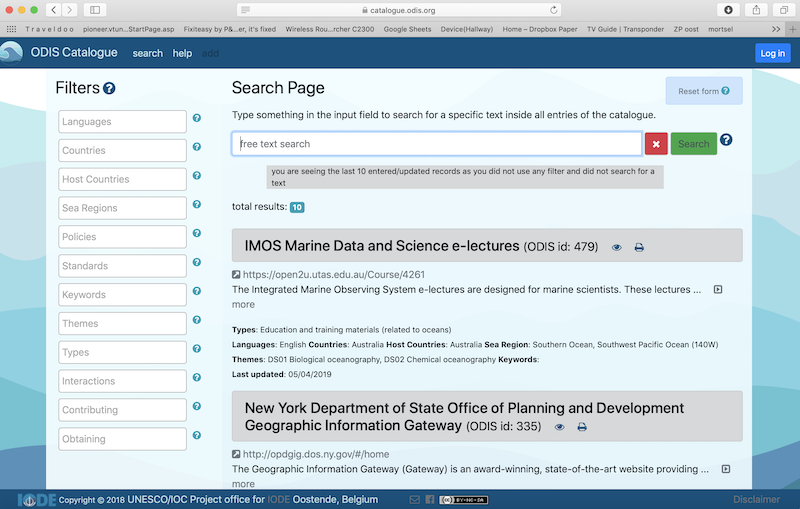 catalogue.odis.org
T r a v e l d o o
pioneer.vtun...StartPage.asp
Fixiteasy by P&...er, it's fixed
Wireless Rou...rcher C2300
Google Sheets
Device(Hallway)
Home – Dropbox Paper
TV Guide | Transponder
ZP oost
mortsel
ODIS Catalogue
search
help
add
Log in
Filters
Languages
Countries
Host Countries
Sea Regions
Policies
Standards
Keywords
Themes
Types
Interactions
Contributing
Obtaining
Search Page
Reset form
Type something in the input field to search for a specific text inside all entries of the catalogue.
free text search
Search
you are seeing the last 10 entered/updated records as you did not use any filter and did not search for a
text
total results: 10
IMOS Marine Data and Science e-lectures (ODIS id: 479)
https://open2u.utas.edu.au/Course/4261
The Integrated Marine Observing System e-lectures are designed for marine scientists. These lectures ...
more
Types: Education and training materials (related to oceans)
Languages: English Countries: Australia Host Countries: Australia Sea Region: Southern Ocean, Southwest Pacific Ocean (140W)
Themes: DS01 Biological oceanography, DS02 Chemical oceanography Keywords:
Last updated: 05/04/2019
New York Department of State Office of Planning and Development
Geographic Information Gateway (ODIS id: 335)
http://opdgig.dos.ny.gov/#/home
The Geographic Information Gateway (Gateway) is an award-winning, state-of-the-art website providing ...
more
IODE Copyright © 2018 UNESCO/IOC Project office for IODE Oostende, Belgium
BY-NC-SA
Disclaimer